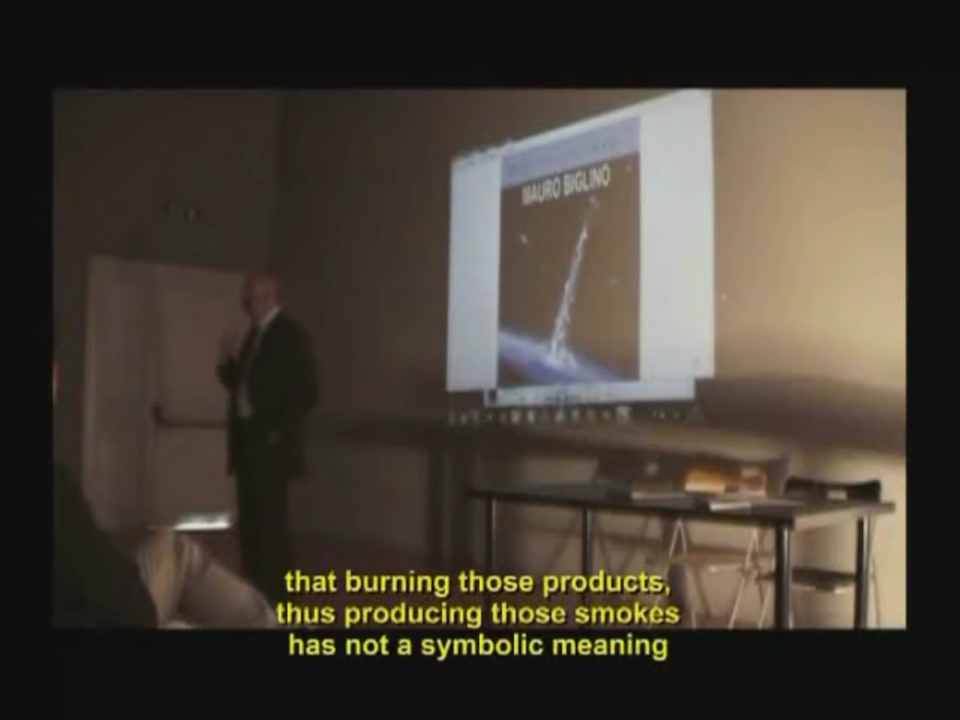 MAURO BIGLINO
that burning those products,
thus producing those smokes
has not a symbolic meaning